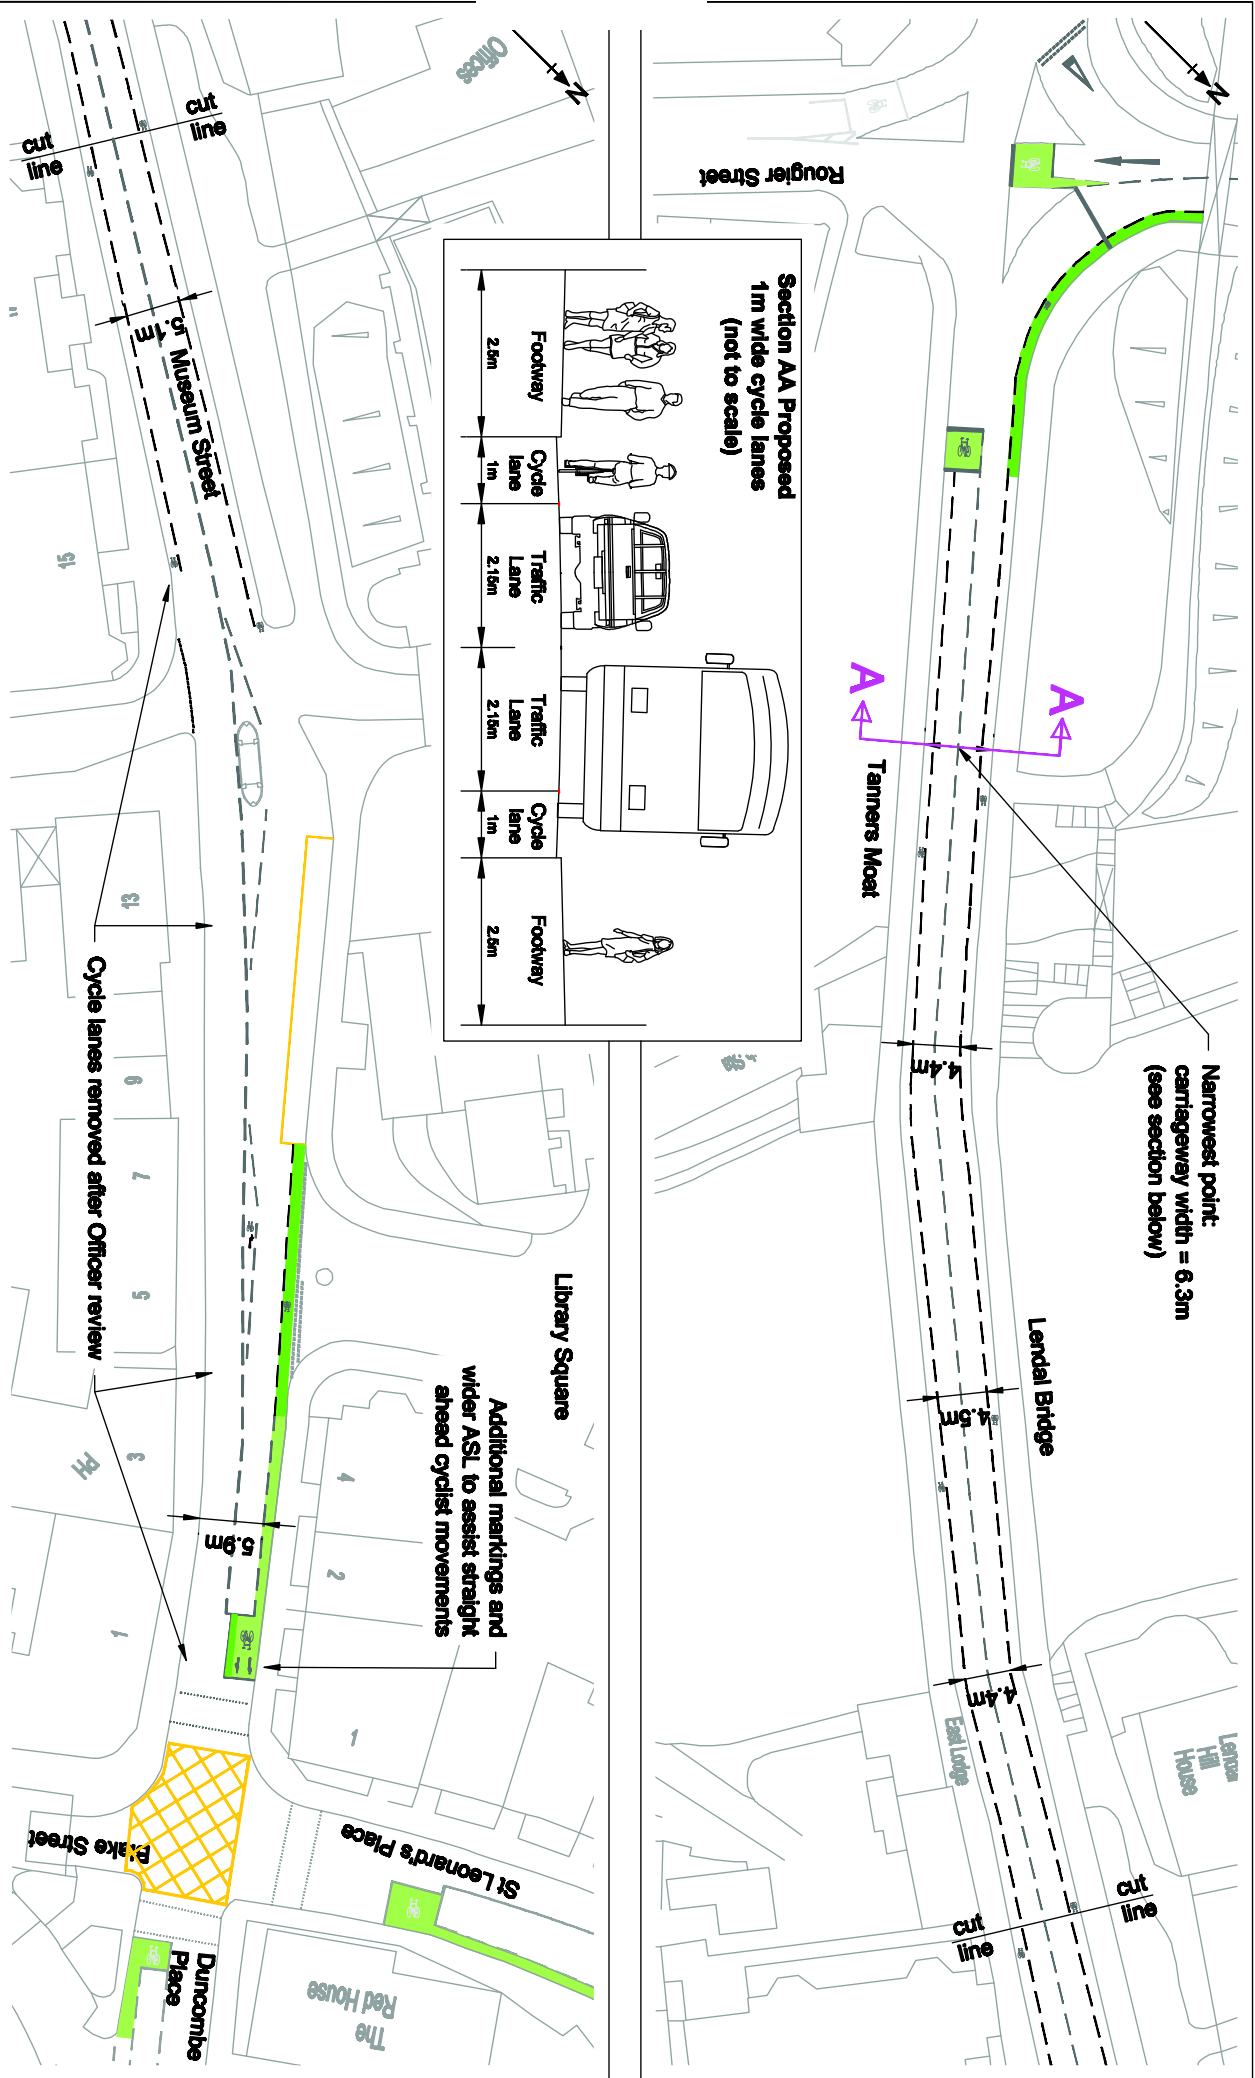 N
Rougier Street
A
A
Tanners Moat
Narrowest point:
carriageway width = 6.3m
(see section below)
4.4m
Lendal Bridge
4.5m
4.4m
East Lodge
Hill
House
cut
line
cut
line
Section AA Proposed
1m wide cycle lanes
(not to scale)
Footway
2.5m
Cycle
lane
1m
Traffic
Lane
2.15m
Traffic
Lane
2.15m
Cycle
lane
1m
Footway
2.5m
N
Offices
cut
line
cut
line
5.1m
Museum Street
15
13
9
7
5
3
PH
1
Cycle lanes removed after Officer review
Library Square
Additional markings and
wider ASL to assist straight
ahead cyclist movements
4
2
1
5.9m
St Leonard's Place
Blake Street
Duncombe
Place
The
Red House